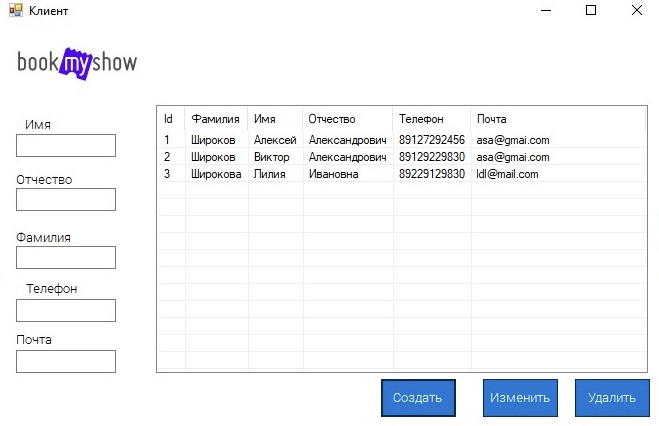 Клиент
bookmyshow
Имя
Отчество
Фамилия
Телефон
Почта
Id Фамилия Имя Отчество Телефон Почта
1 Широков Алексей Александрович 89127292456 asa@gmai.com
2 Широков Виктор Александрович 89129229830 asa@gmai.com
3 Широкова Лилия Ивановна 89229129830 ldl@mail.com
Создать Изменить Удалить